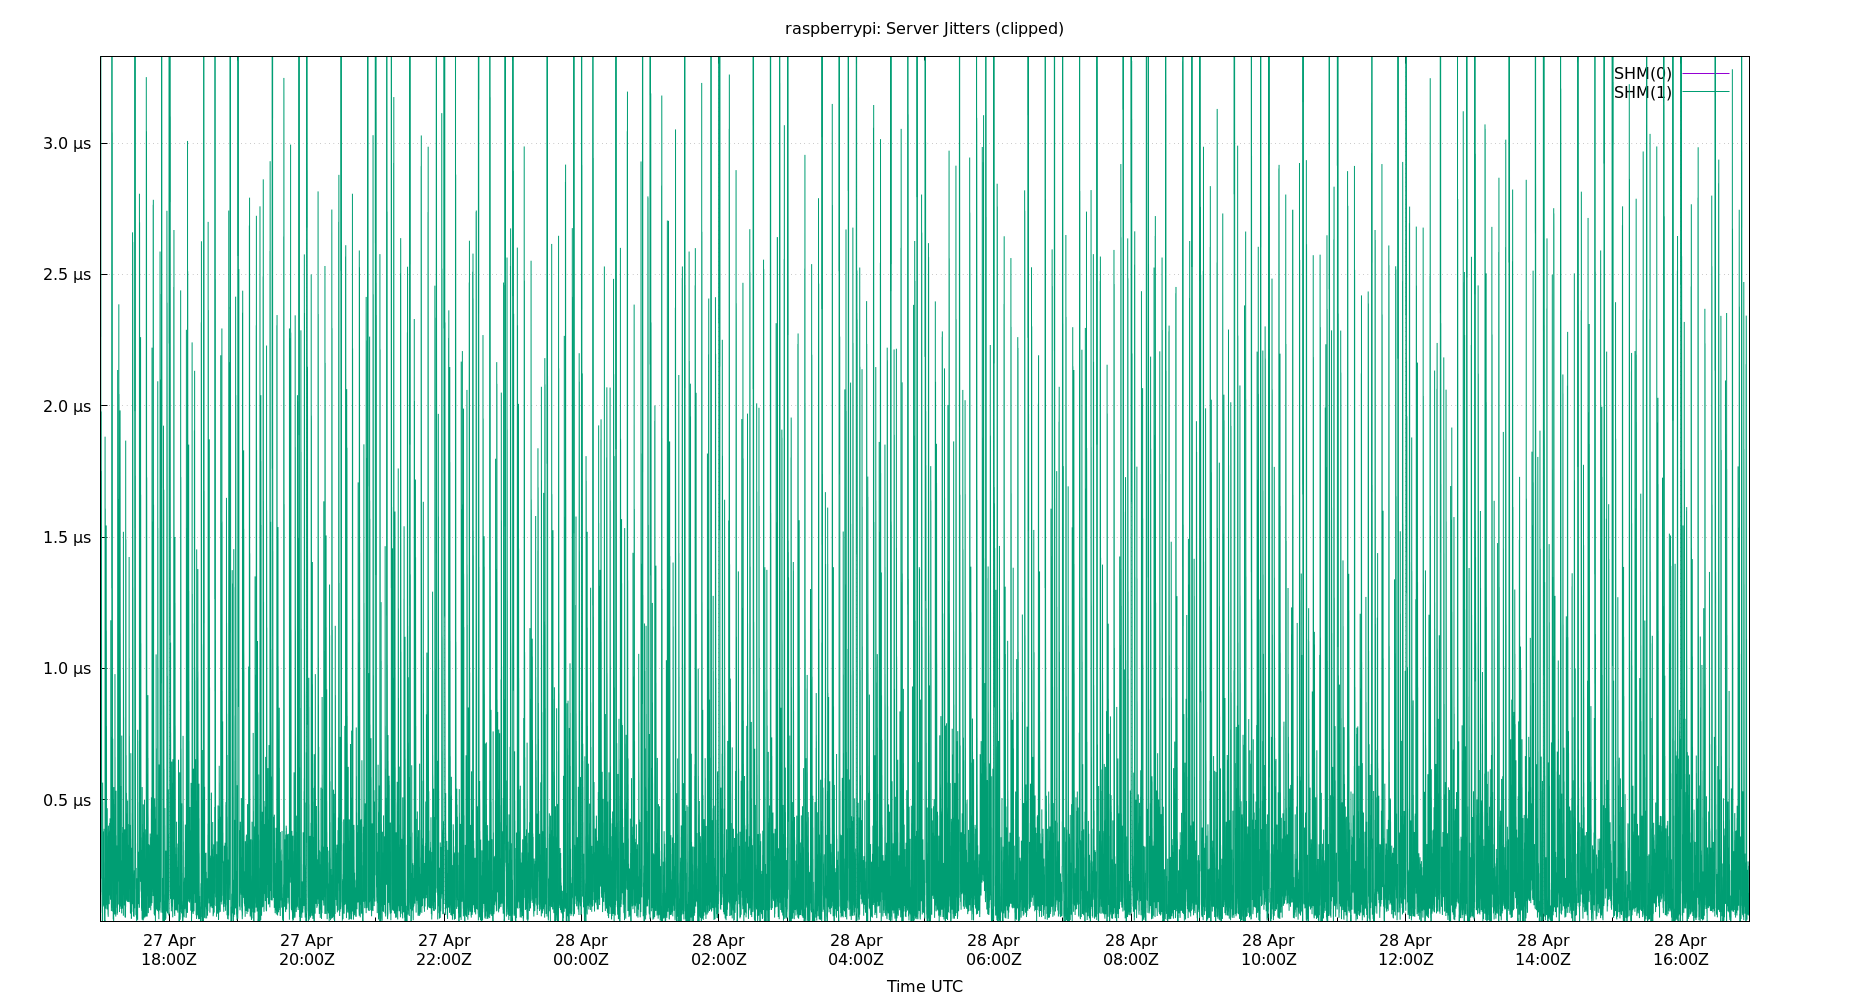 raspberrypi: Server Jitters (clipped)
SHM(0)
SHM(1)
3.0 µs
2.5 µs
2.0 µs
1.5 µs
1.0 µs
0.5 µs
27 Apr 27 Apr 27 Apr 28 Apr 28 Apr 28 Apr 28 Apr 28 Apr 28 Apr 28 Apr 28 Apr 28 Apr
18:00Z 20:00Z 22:00Z 00:00Z 02:00Z 04:00Z 06:00Z 08:00Z 10:00Z 12:00Z 14:00Z 16:00Z
Time UTC